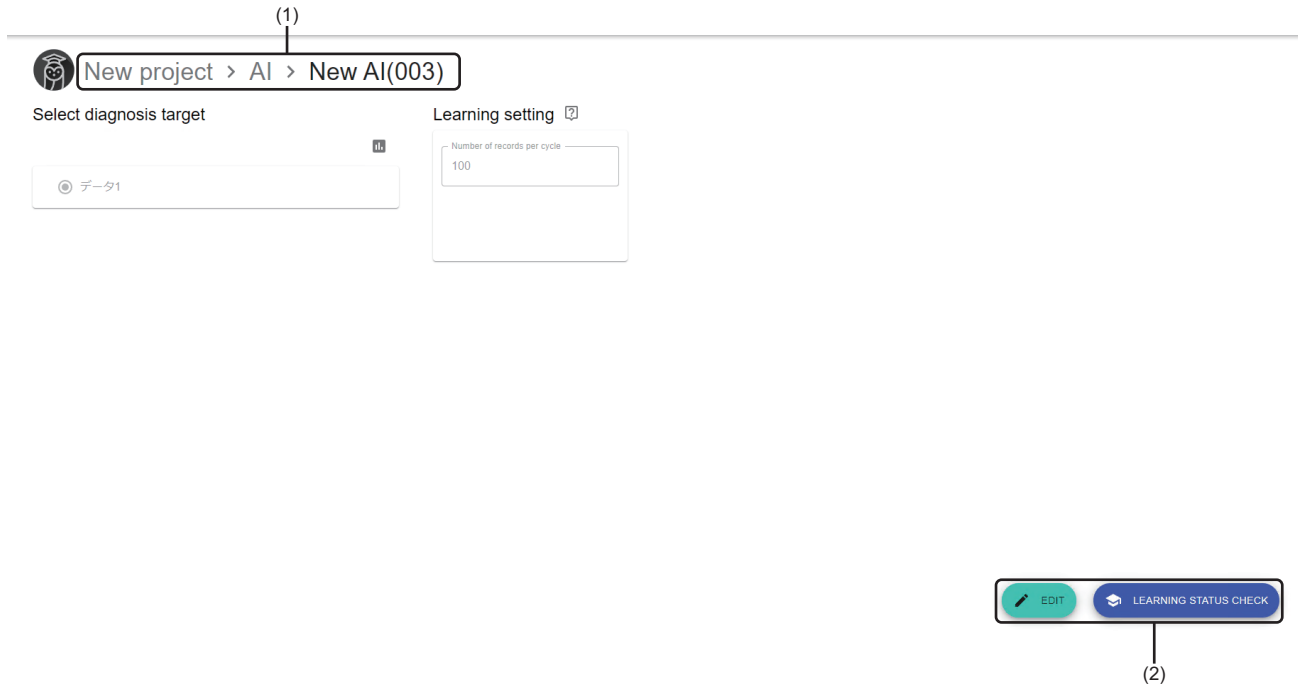 (1)
New project > AI > New AI(003)
Select diagnosis target
Learning setting
Number of records per cycle
100
データ1
EDIT
LEARNING STATUS CHECK
(2)